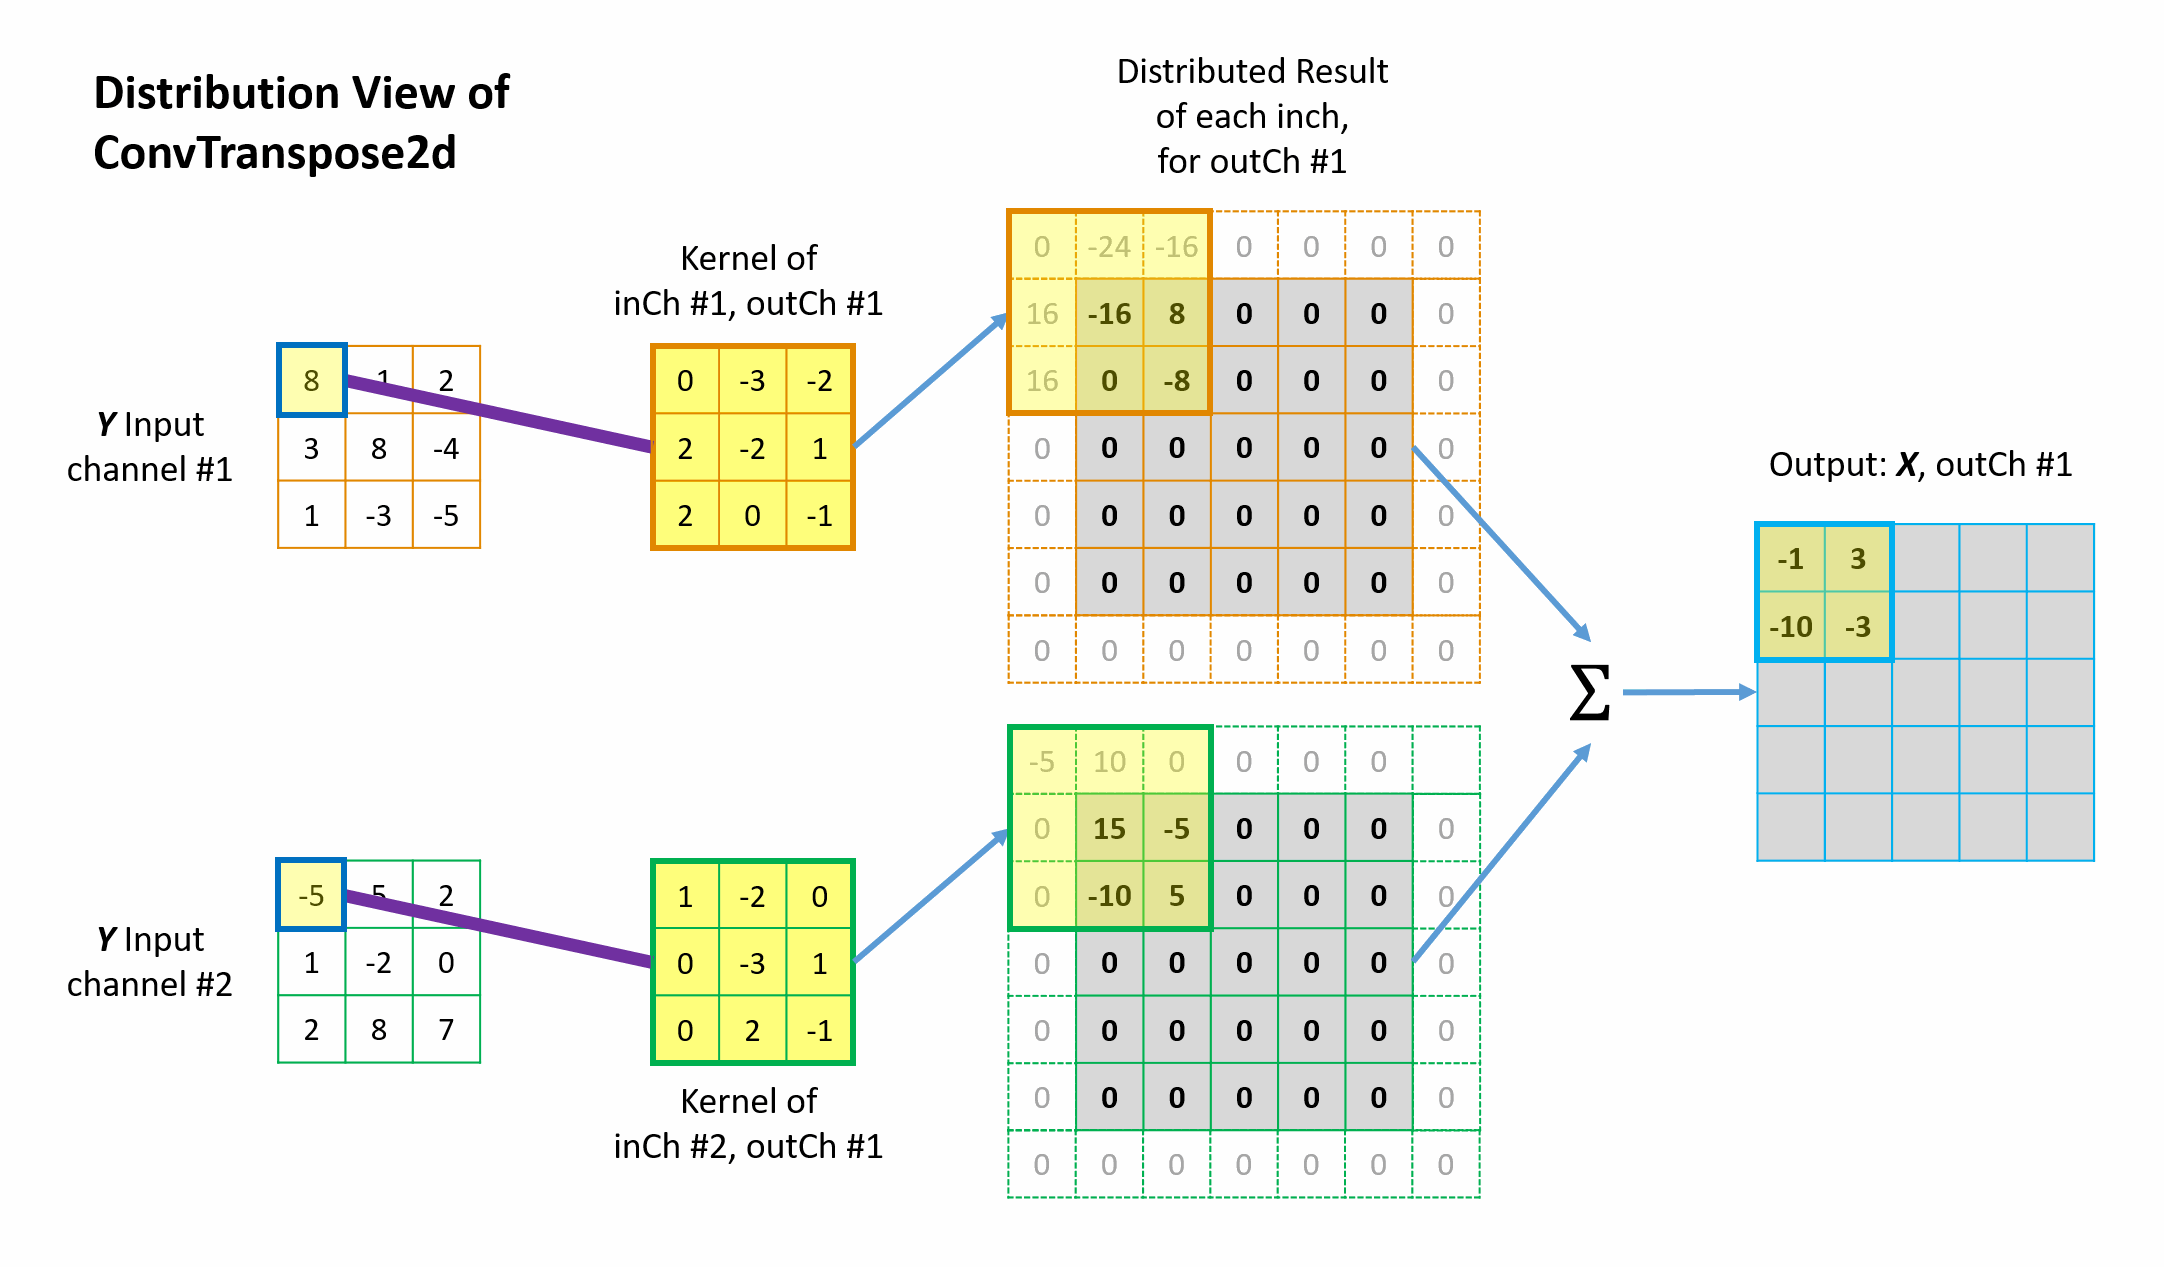 Distribution View of
ConvTranspose2d
Distributed Result
of each inch,
for outCh #1
Kernel of
inCh #1, outCh #1
Y Input
channel #1
8 1 2
3 8 -4
1 -3 -5
0 -3 -2
2 -2 1
2 0 -1
0 -24 -16 0 0 0 0
16 -16 8 0 0 0 0
16 0 -8 0 0 0 0
0 0 0 0 0 0 0
0 0 0 0 0 0 0
0 0 0 0 0 0 0
0 0 0 0 0 0 0
Σ
Output: X, outCh #1
-1 3
-10 -3
Y Input
channel #2
-5 5 2
1 -2 0
2 8 7
1 -2 0
0 -3 1
0 2 -1
Kernel of
inCh #2, outCh #1
-5 10 0 0 0 0
0 15 -5 0 0 0 0
0 -10 5 0 0 0 0
0 0 0 0 0 0 0
0 0 0 0 0 0 0
0 0 0 0 0 0 0
0 0 0 0 0 0 0